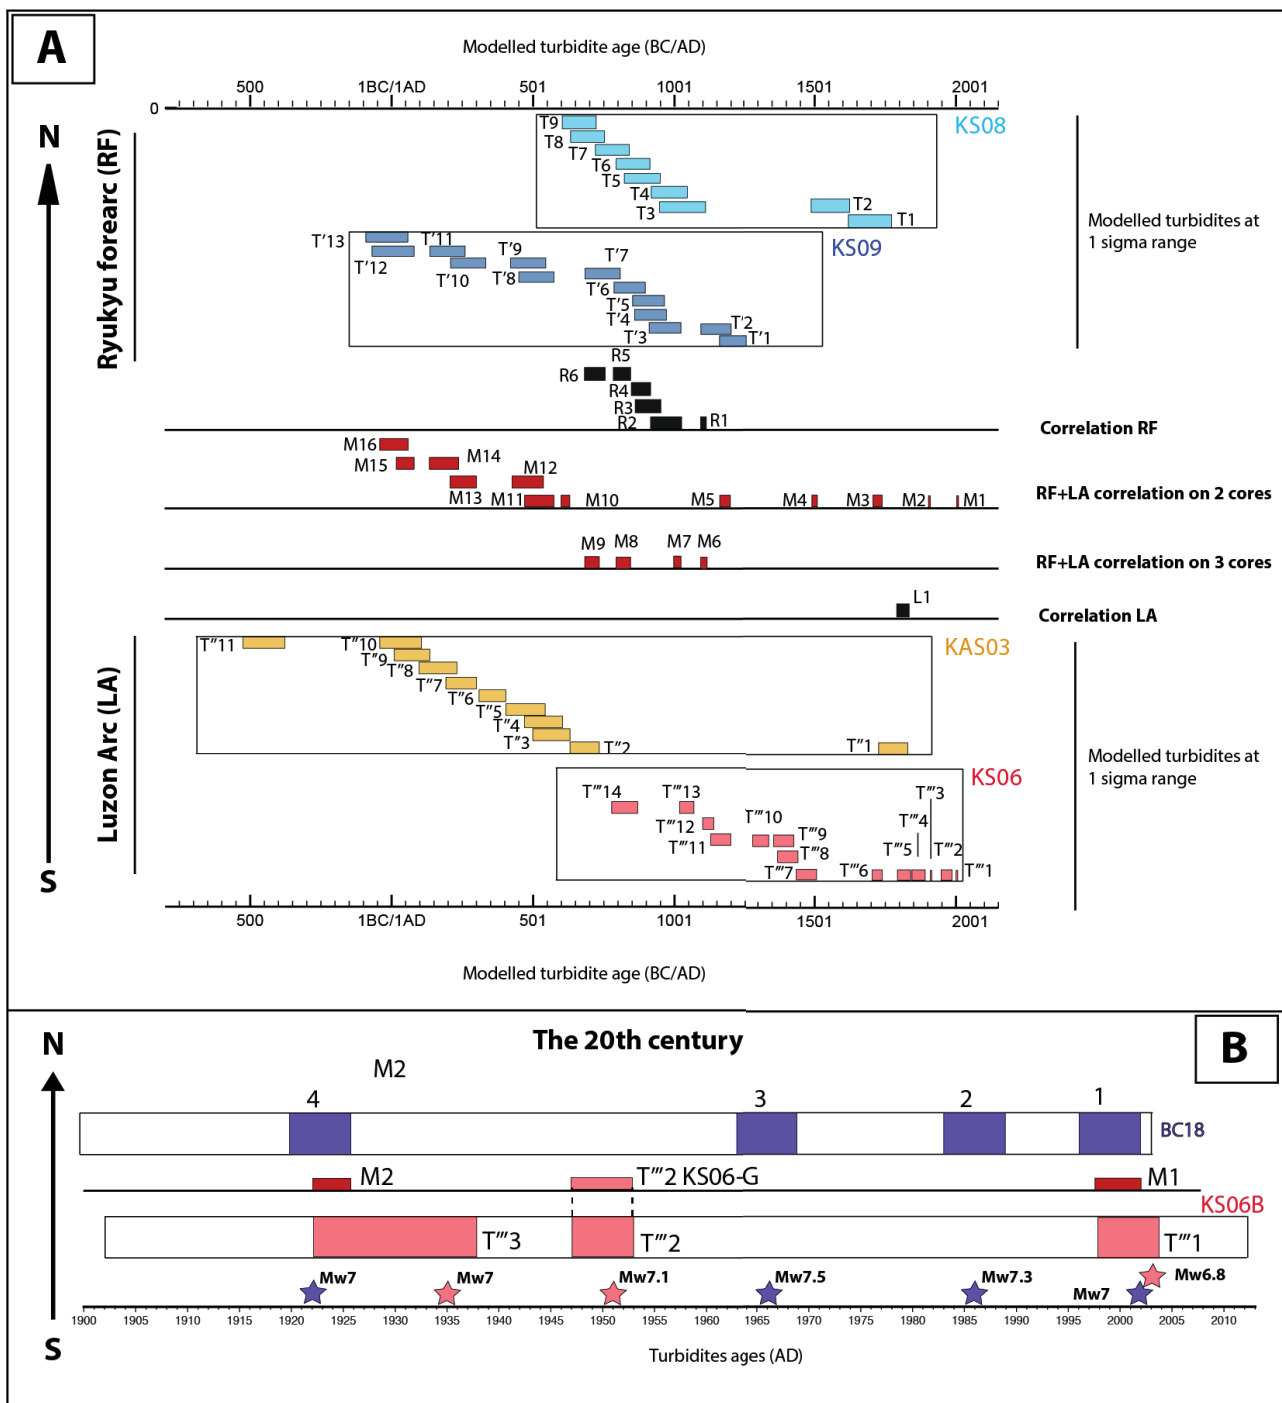 A
Modelled turbidite age (BC/AD)
500 1BC/1AD 501 1001 1501 2001
0
N
S
Ryukyu forearc (RF)
KS08
T9
T8
T7
T6
T5
T4
T3
T2
T1
Modelled turbidites at
1 sigma range
KS09
T'13
T'12
T'11
T'10
T'9
T'8
T'7
T'6
T'5
T'4
T'3
T'2
T'1
R5
R6
R4
R3
R2
R1
Correlation RF
M16
M15
M14
M13
M12
M11
M10
M5
M4
M3
M2
M1
RF+LA correlation on 2 cores
M9
M8
M7
M6
RF+LA correlation on 3 cores
L1
Correlation LA
Luzon Arc (LA)
KAS03
T"11
T"10
T"9
T"8
T"7
T"6
T"5
T"4
T"3
T"2
T"1
Modelled turbidites at
1 sigma range
KS06
T'''14
T'''13
T'''12
T'''11
T'''10
T'''9
T'''8
T'''7
T'''6
T'''5
T'''4
T'''3
T'''2
T'''1
500 1BC/1AD 501 1001 1501 2001
Modelled turbidite age (BC/AD)
B
The 20th century
N
S
M2
4 3 2 1
BC18
M2
T'''2 KS06-G
M1
KS06B
T'''3
T'''2
T'''1
Mw7 Mw7 Mw7.1 Mw7.5 Mw7.3 Mw7 Mw6.8
1900 1905 1910 1915 1920 1925 1930 1935 1940 1945 1950 1955 1960 1965 1970 1975 1980 1985 1990 1995 2000 2005 2010
Turbidites ages (AD)